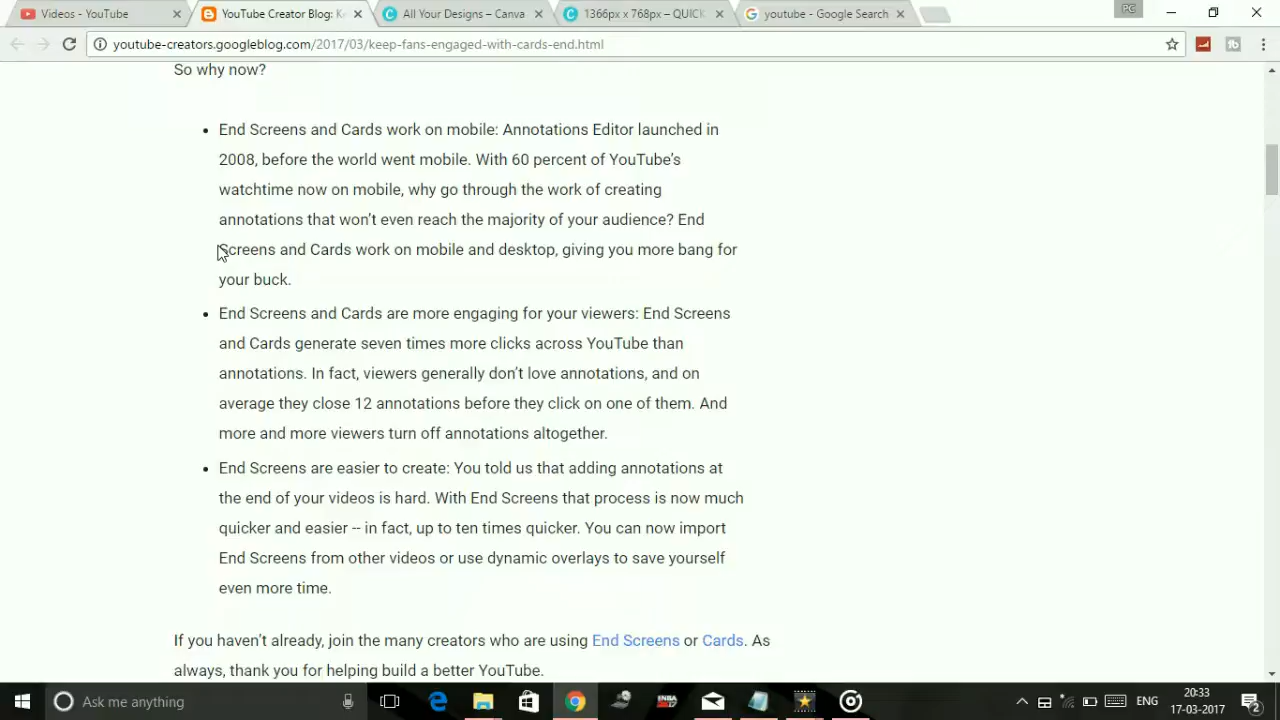 Videos - YouTube
YouTube Creator Blog: Ke
All Your Designs – Canva
1366px x 768px – QUICK
youtube - Google Search
PC
youtube-creators.googleblog.com/2017/03/keep-fans-engaged-with-cards-end.html
So why now?
End Screens and Cards work on mobile: Annotations Editor launched in
2008, before the world went mobile. With 60 percent of YouTube's
watchtime now on mobile, why go through the work of creating
annotations that won't even reach the majority of your audience? End
Screens and Cards work on mobile and desktop, giving you more bang for
your buck.
End Screens and Cards are more engaging for your viewers: End Screens
and Cards generate seven times more clicks across YouTube than
annotations. In fact, viewers generally don't love annotations, and on
average they close 12 annotations before they click on one of them. And
more and more viewers turn off annotations altogether.
End Screens are easier to create: You told us that adding annotations at
the end of your videos is hard. With End Screens that process is now much
quicker and easier -- in fact, up to ten times quicker. You can now import
End Screens from other videos or use dynamic overlays to save yourself
even more time.
If you haven't already, join the many creators who are using End Screens or Cards. As
always, thank you for helping build a better YouTube.
Ask me anything
ENG
20:33
17-03-2017
2